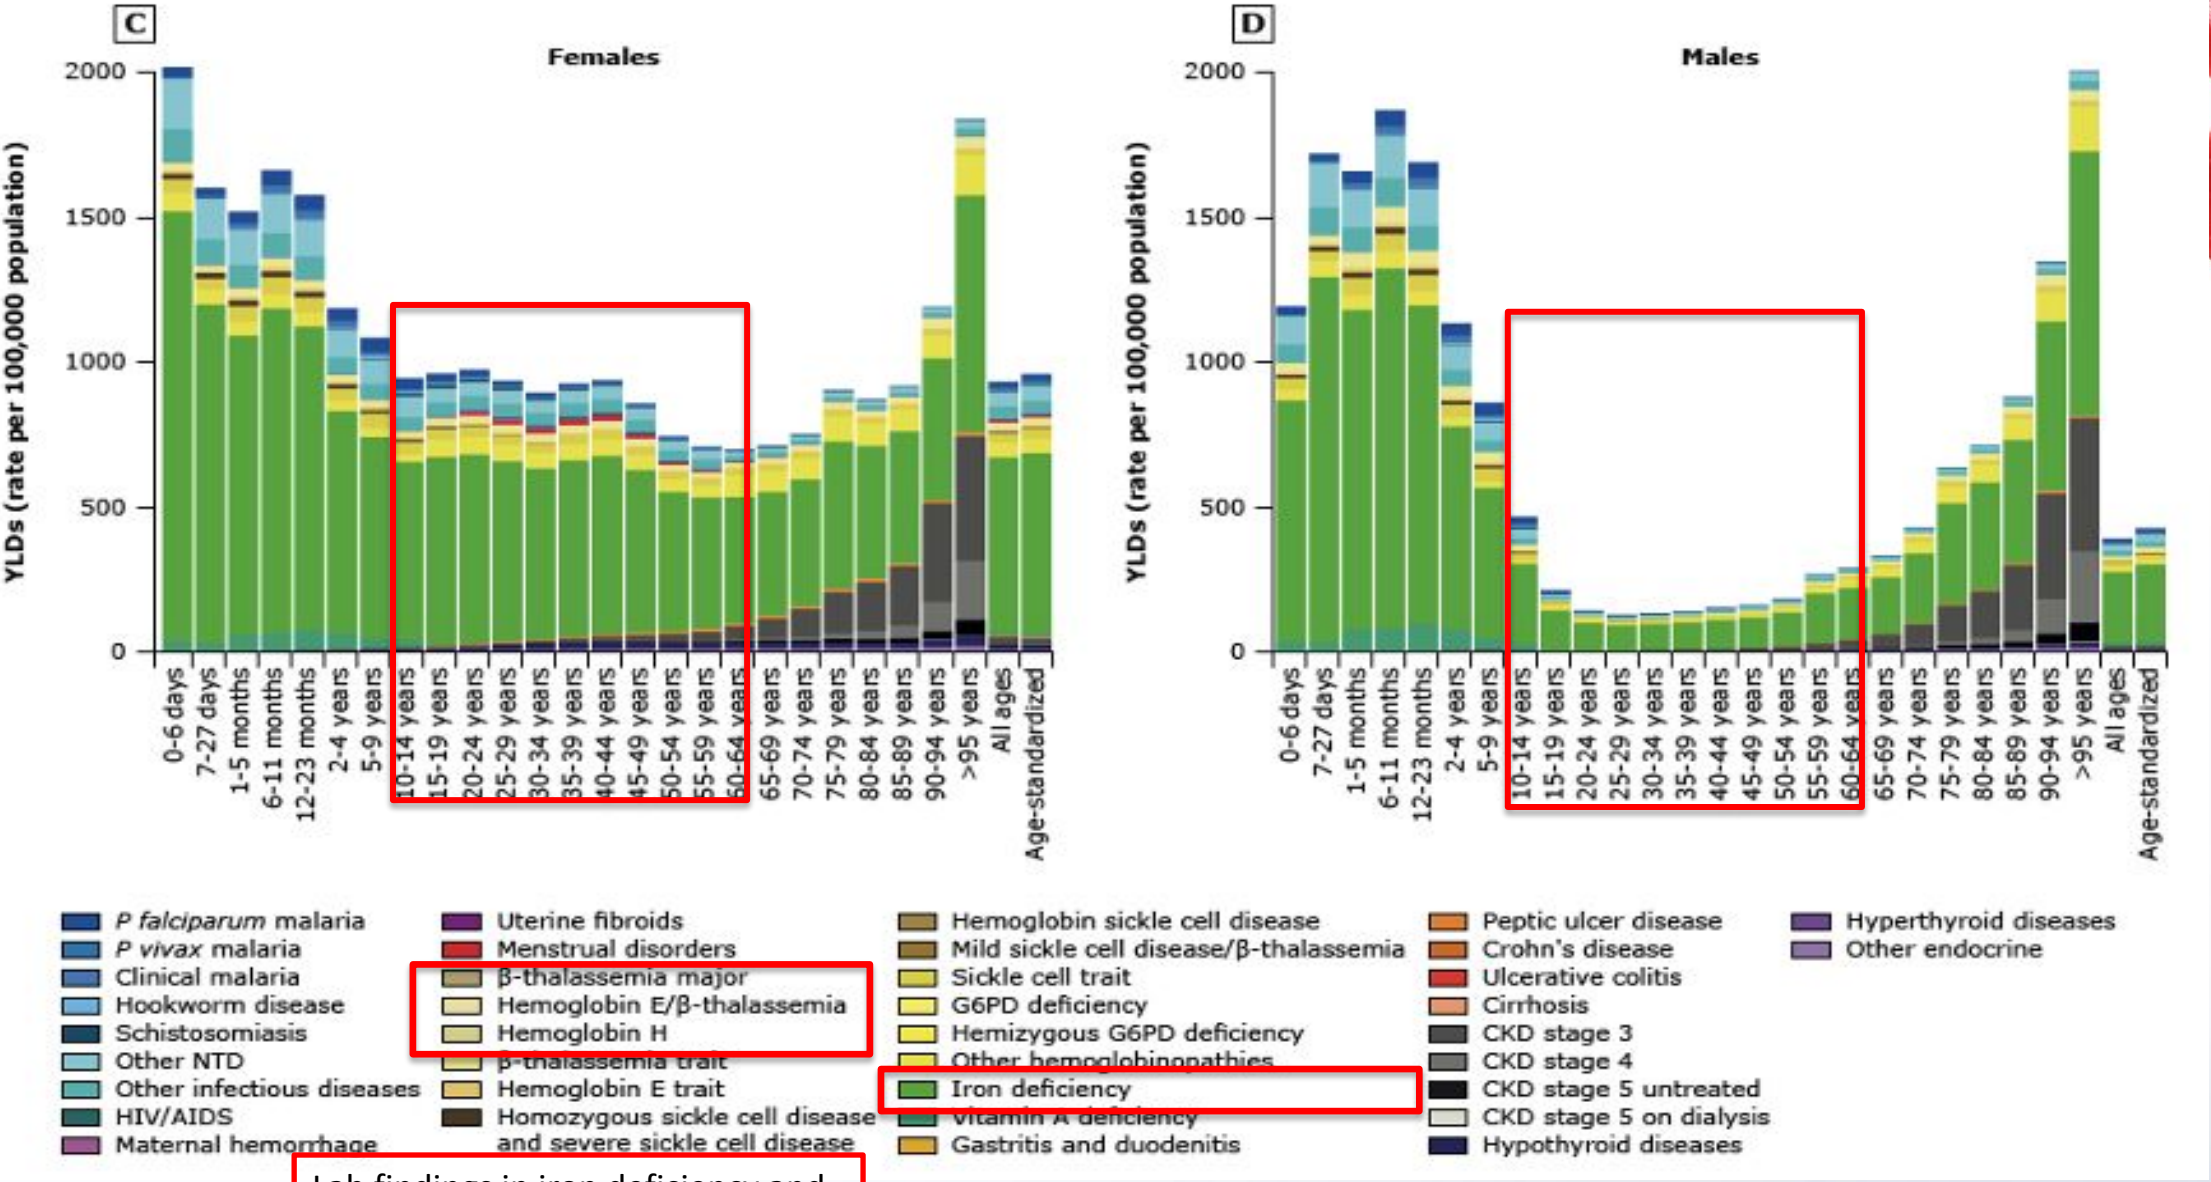 C
Females
YLDs (rate per 100,000 population)
2000
1500
1000
500
0
0-6 days
7-27 days
1-5 months
6-11 months
12-23 months
2-4 years
5-9 years
10-14 years
15-19 years
20-24 years
25-29 years
30-34 years
35-39 years
40-44 years
45-49 years
50-54 years
55-59 years
60-64 years
65-69 years
70-74 years
75-79 years
80-84 years
85-89 years
90-94 years
>95 years
All ages
Age-standardized
D
Males
YLDs (rate per 100,000 population)
2000
1500
1000
500
0
0-6 days
7-27 days
1-5 months
6-11 months
12-23 months
2-4 years
5-9 years
10-14 years
15-19 years
20-24 years
25-29 years
30-34 years
35-39 years
40-44 years
45-49 years
50-54 years
55-59 years
60-64 years
65-69 years
70-74 years
75-79 years
80-84 years
85-89 years
90-94 years
>95 years
All ages
Age-standardized
P falciparum malaria
P vivax malaria
Clinical malaria
Hookworm disease
Schistosomiasis
Other NTD
Other infectious diseases
HIV/AIDS
Maternal hemorrhage
Uterine fibroids
Menstrual disorders
β-thalassemia major
Hemoglobin E/β-thalassemia
Hemoglobin H
β-thalassemia trait
Hemoglobin E trait
Homozygous sickle cell disease
and severe sickle cell disease
Hemoglobin sickle cell disease
Mild sickle cell disease/β-thalassemia
Sickle cell trait
G6PD deficiency
Hemizygous G6PD deficiency
Other hemoglobinopathies
Iron deficiency
Vitamin A deficiency
Gastritis and duodenitis
Peptic ulcer disease
Crohn's disease
Ulcerative colitis
Cirrhosis
CKD stage 3
CKD stage 4
CKD stage 5 untreated
CKD stage 5 on dialysis
Hypothyroid diseases
Hyperthyroid diseases
Other endocrine
Lab findings in iron deficiency and